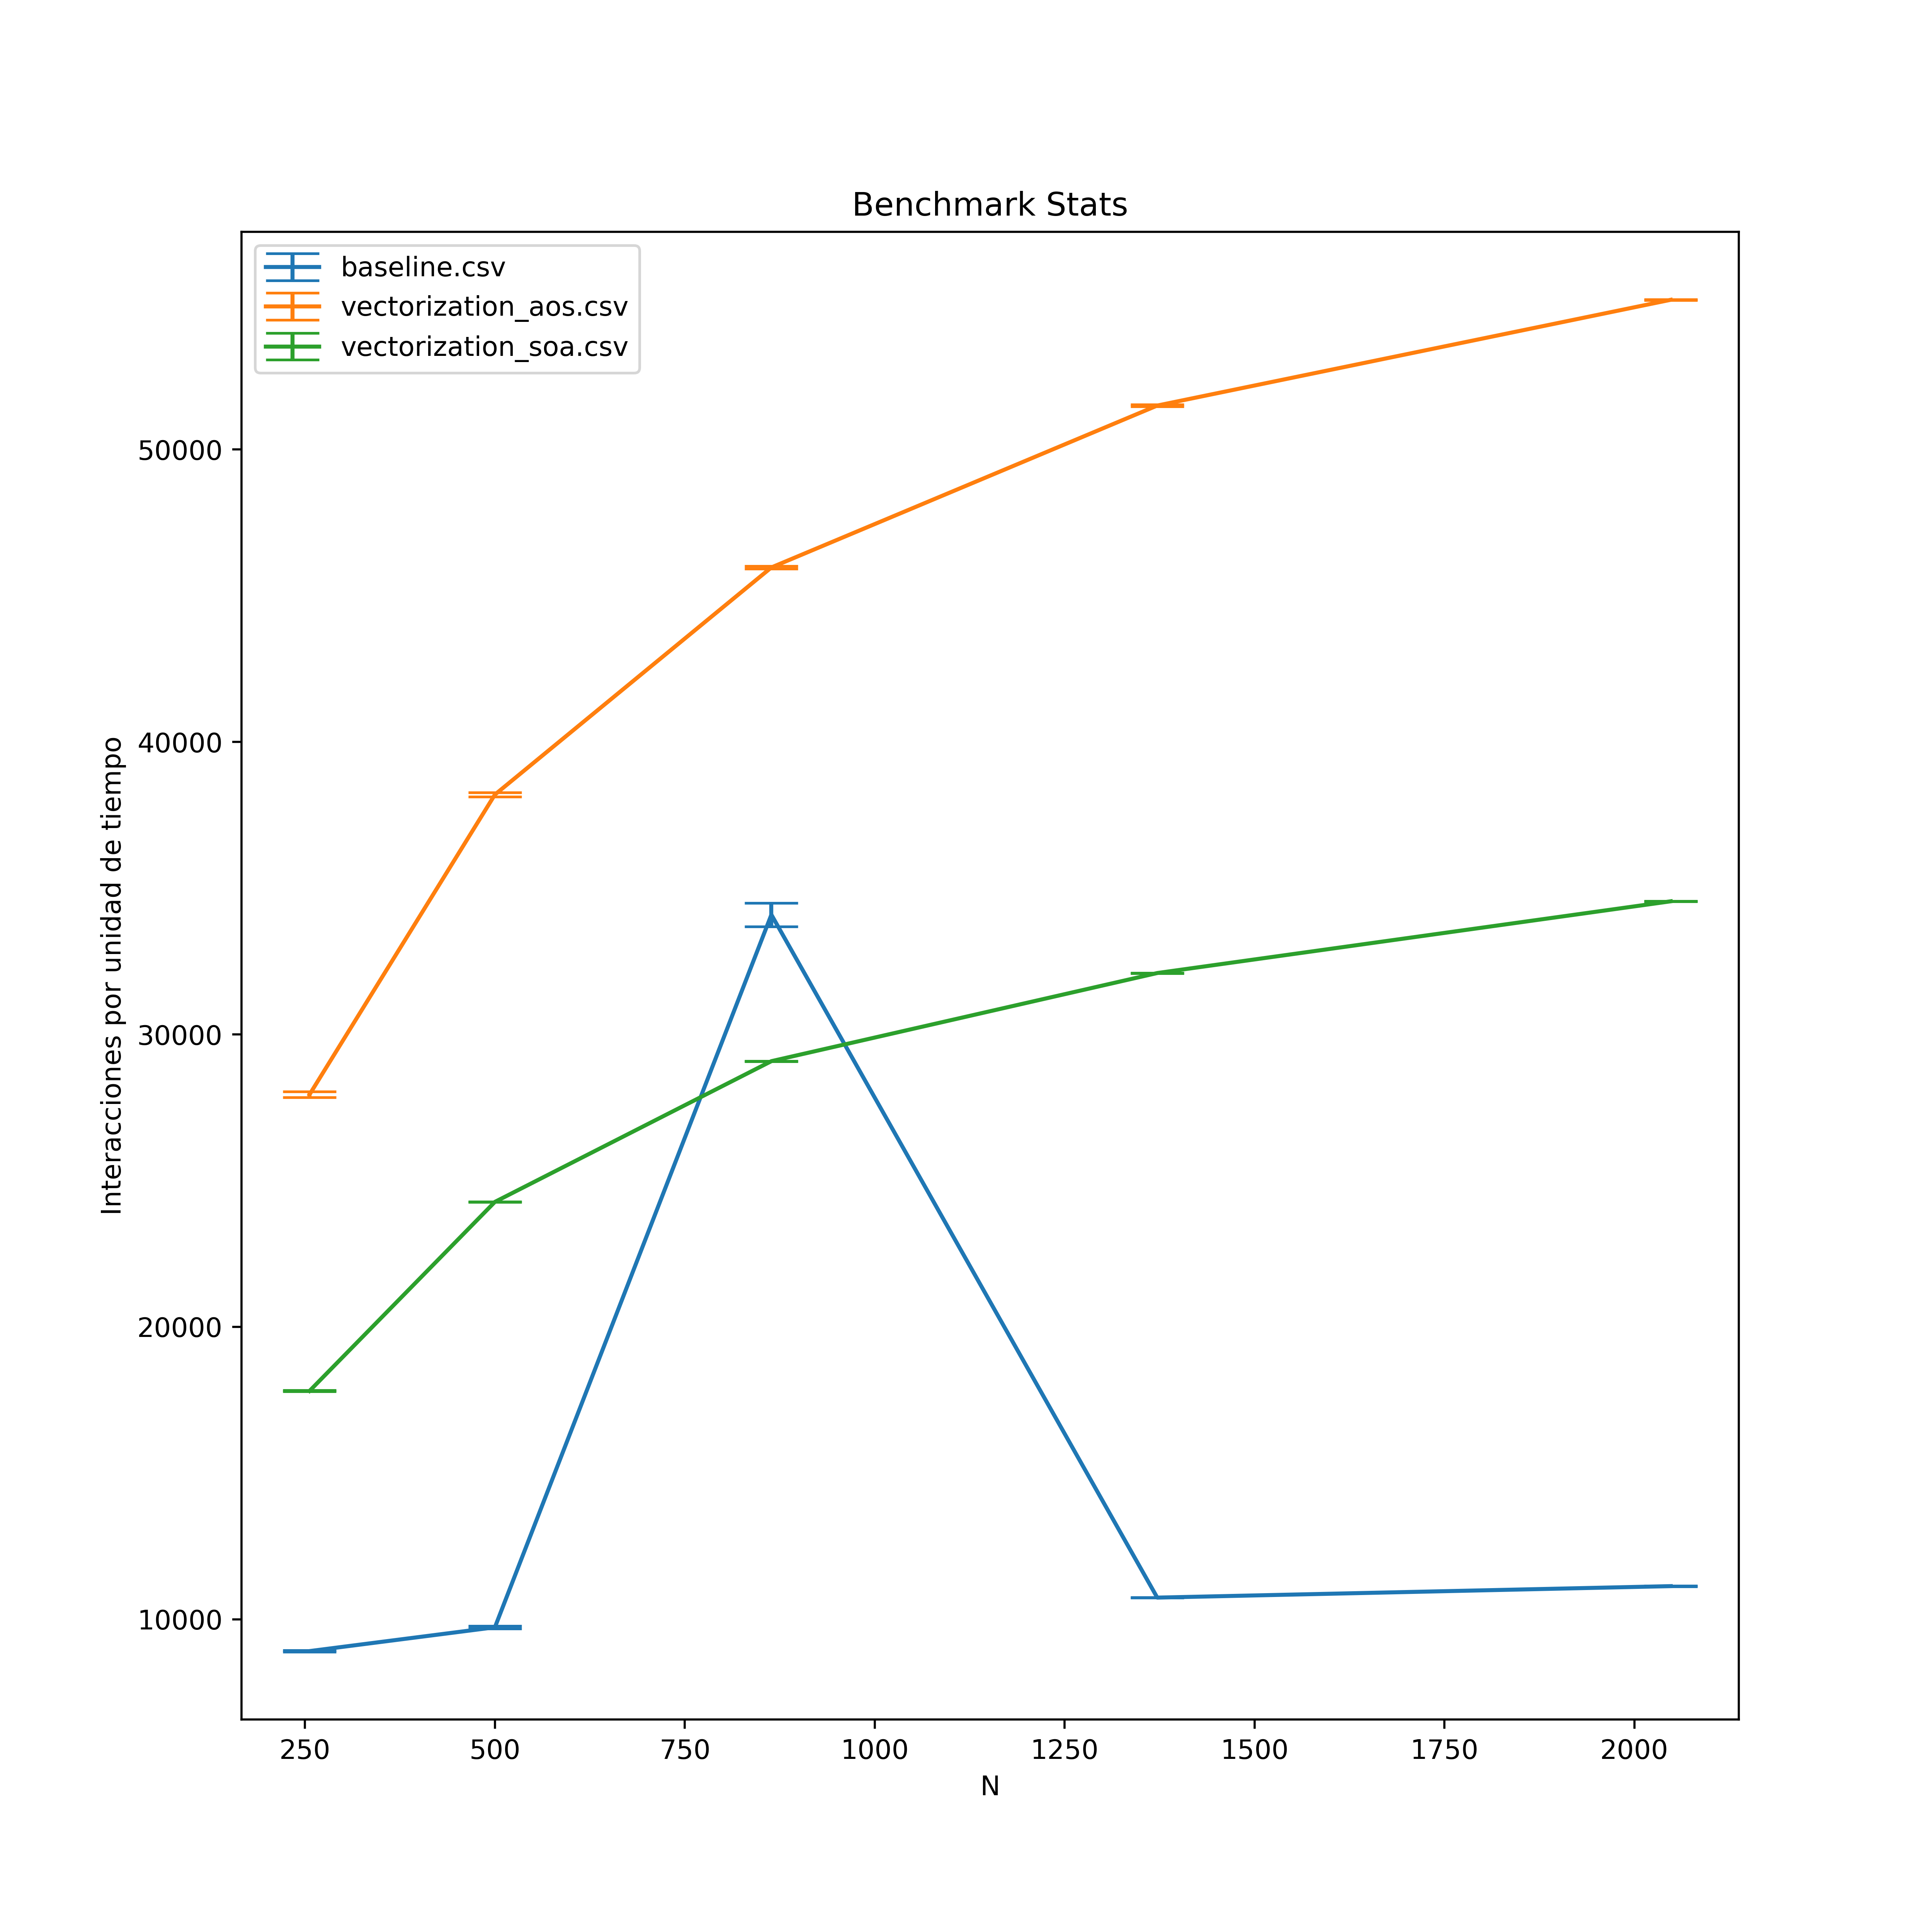 Benchmark Stats
baseline.csv
vectorization_aos.csv
vectorization_soa.csv
Interacciones por unidad de tiempo
50000
40000
30000
20000
10000
250 500 750 1000 1250 1500 1750 2000
N